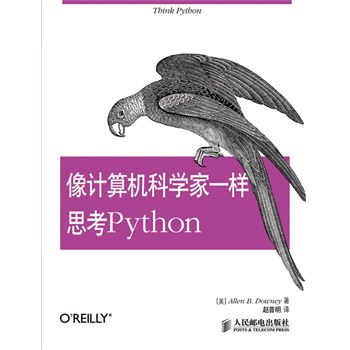 Think Python
像计算机科学家一样
思考Python
[美] Allen B. Downey 著
赵普明 译
O'REILLY®
人民邮电出版社
POSTS & TELECOM PRESS